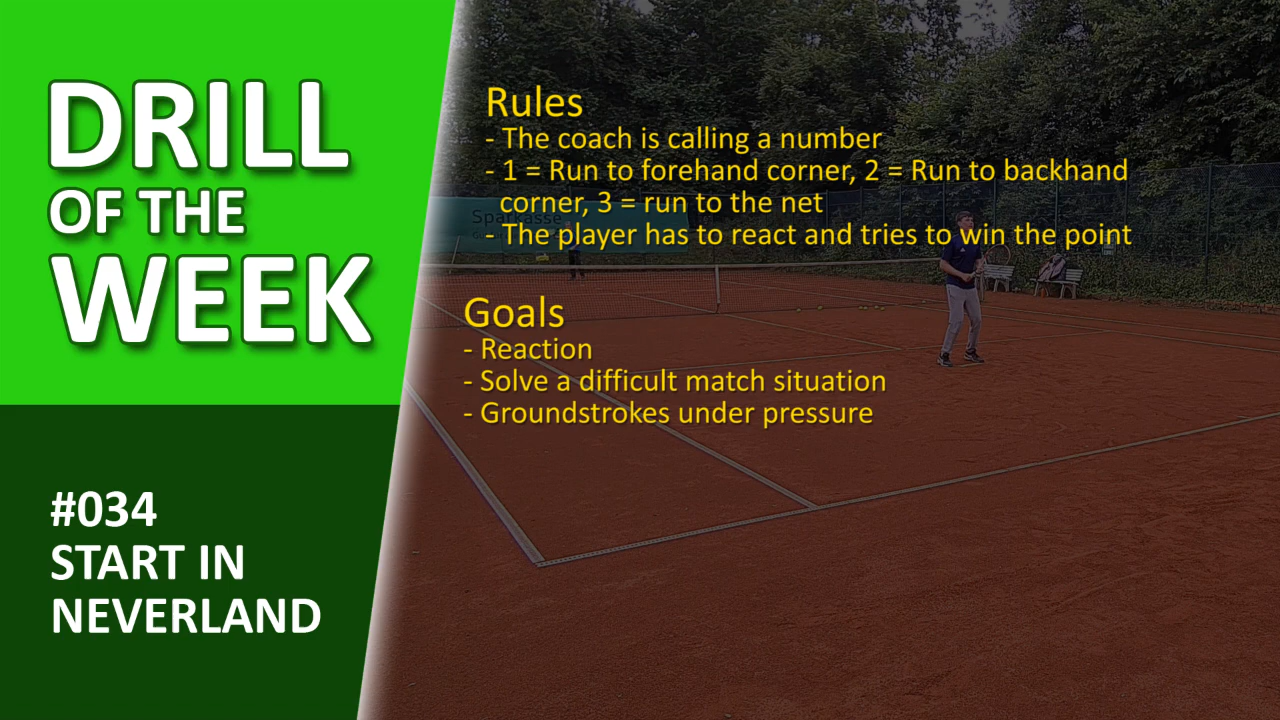 DRILL
OF THE
WEEK
#034
START IN
NEVERLAND
Rules
- The coach is calling a number
- 1 = Run to forehand corner, 2 = Run to backhand
corner, 3 = run to the net
- The player has to react and tries to win the point
Goals
- Reaction
- Solve a difficult match situation
- Groundstrokes under pressure
Sparkasse